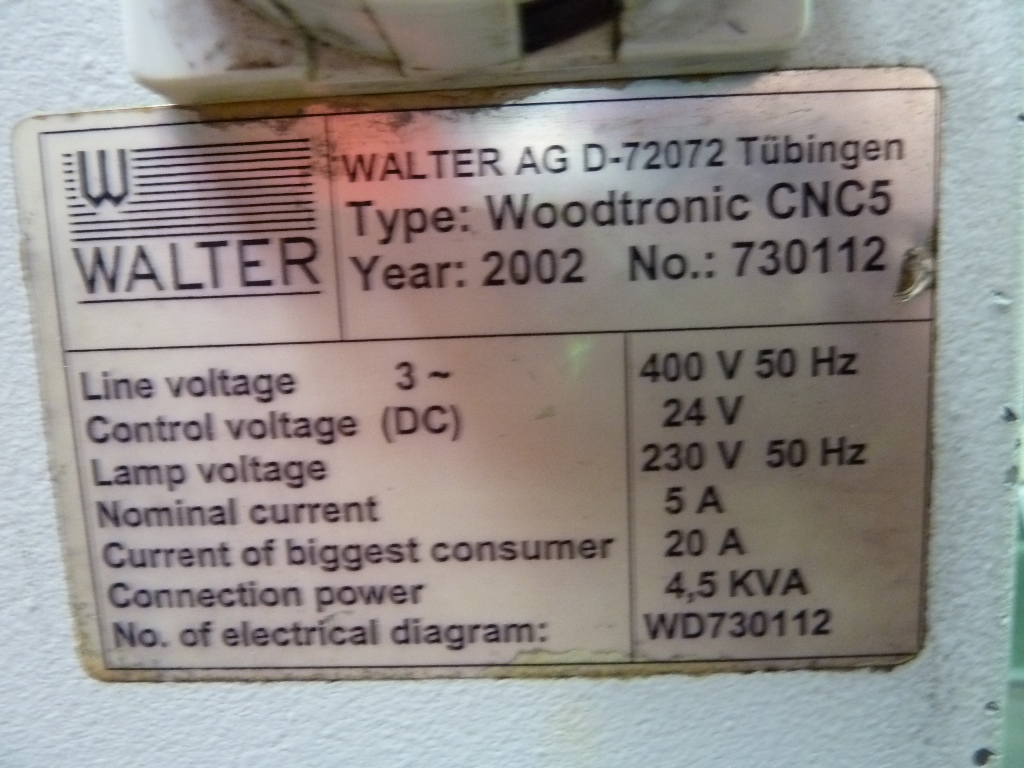 W
WALTER
WALTER AG D-72072 Tübingen
Type: Woodtronic CNC5
Year: 2002 No.: 730112
Line voltage 3 ~ 400 V 50 Hz
Control voltage (DC) 24 V
Lamp voltage 230 V 50 Hz
Nominal current 5 A
Current of biggest consumer 20 A
Connection power 4,5 KVA
No. of electrical diagram: WD730112